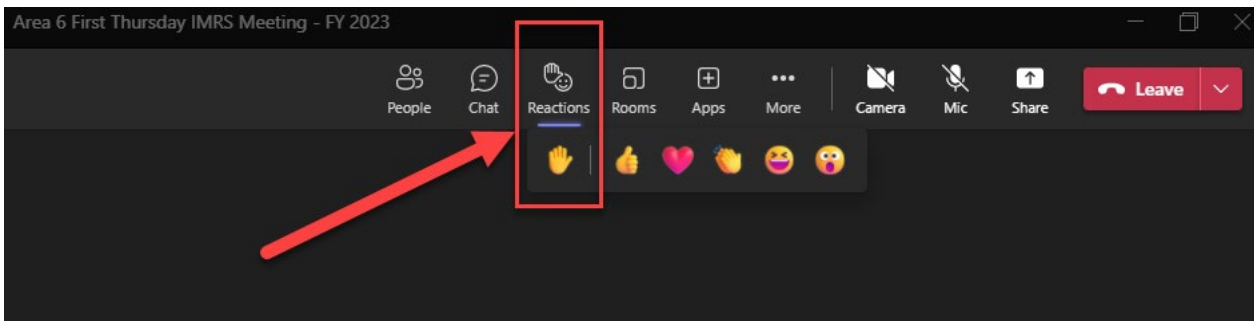 Area 6 First Thursday IMRS Meeting - FY 2023
People Chat Reactions Rooms Apps More Camera Mic Share Leave